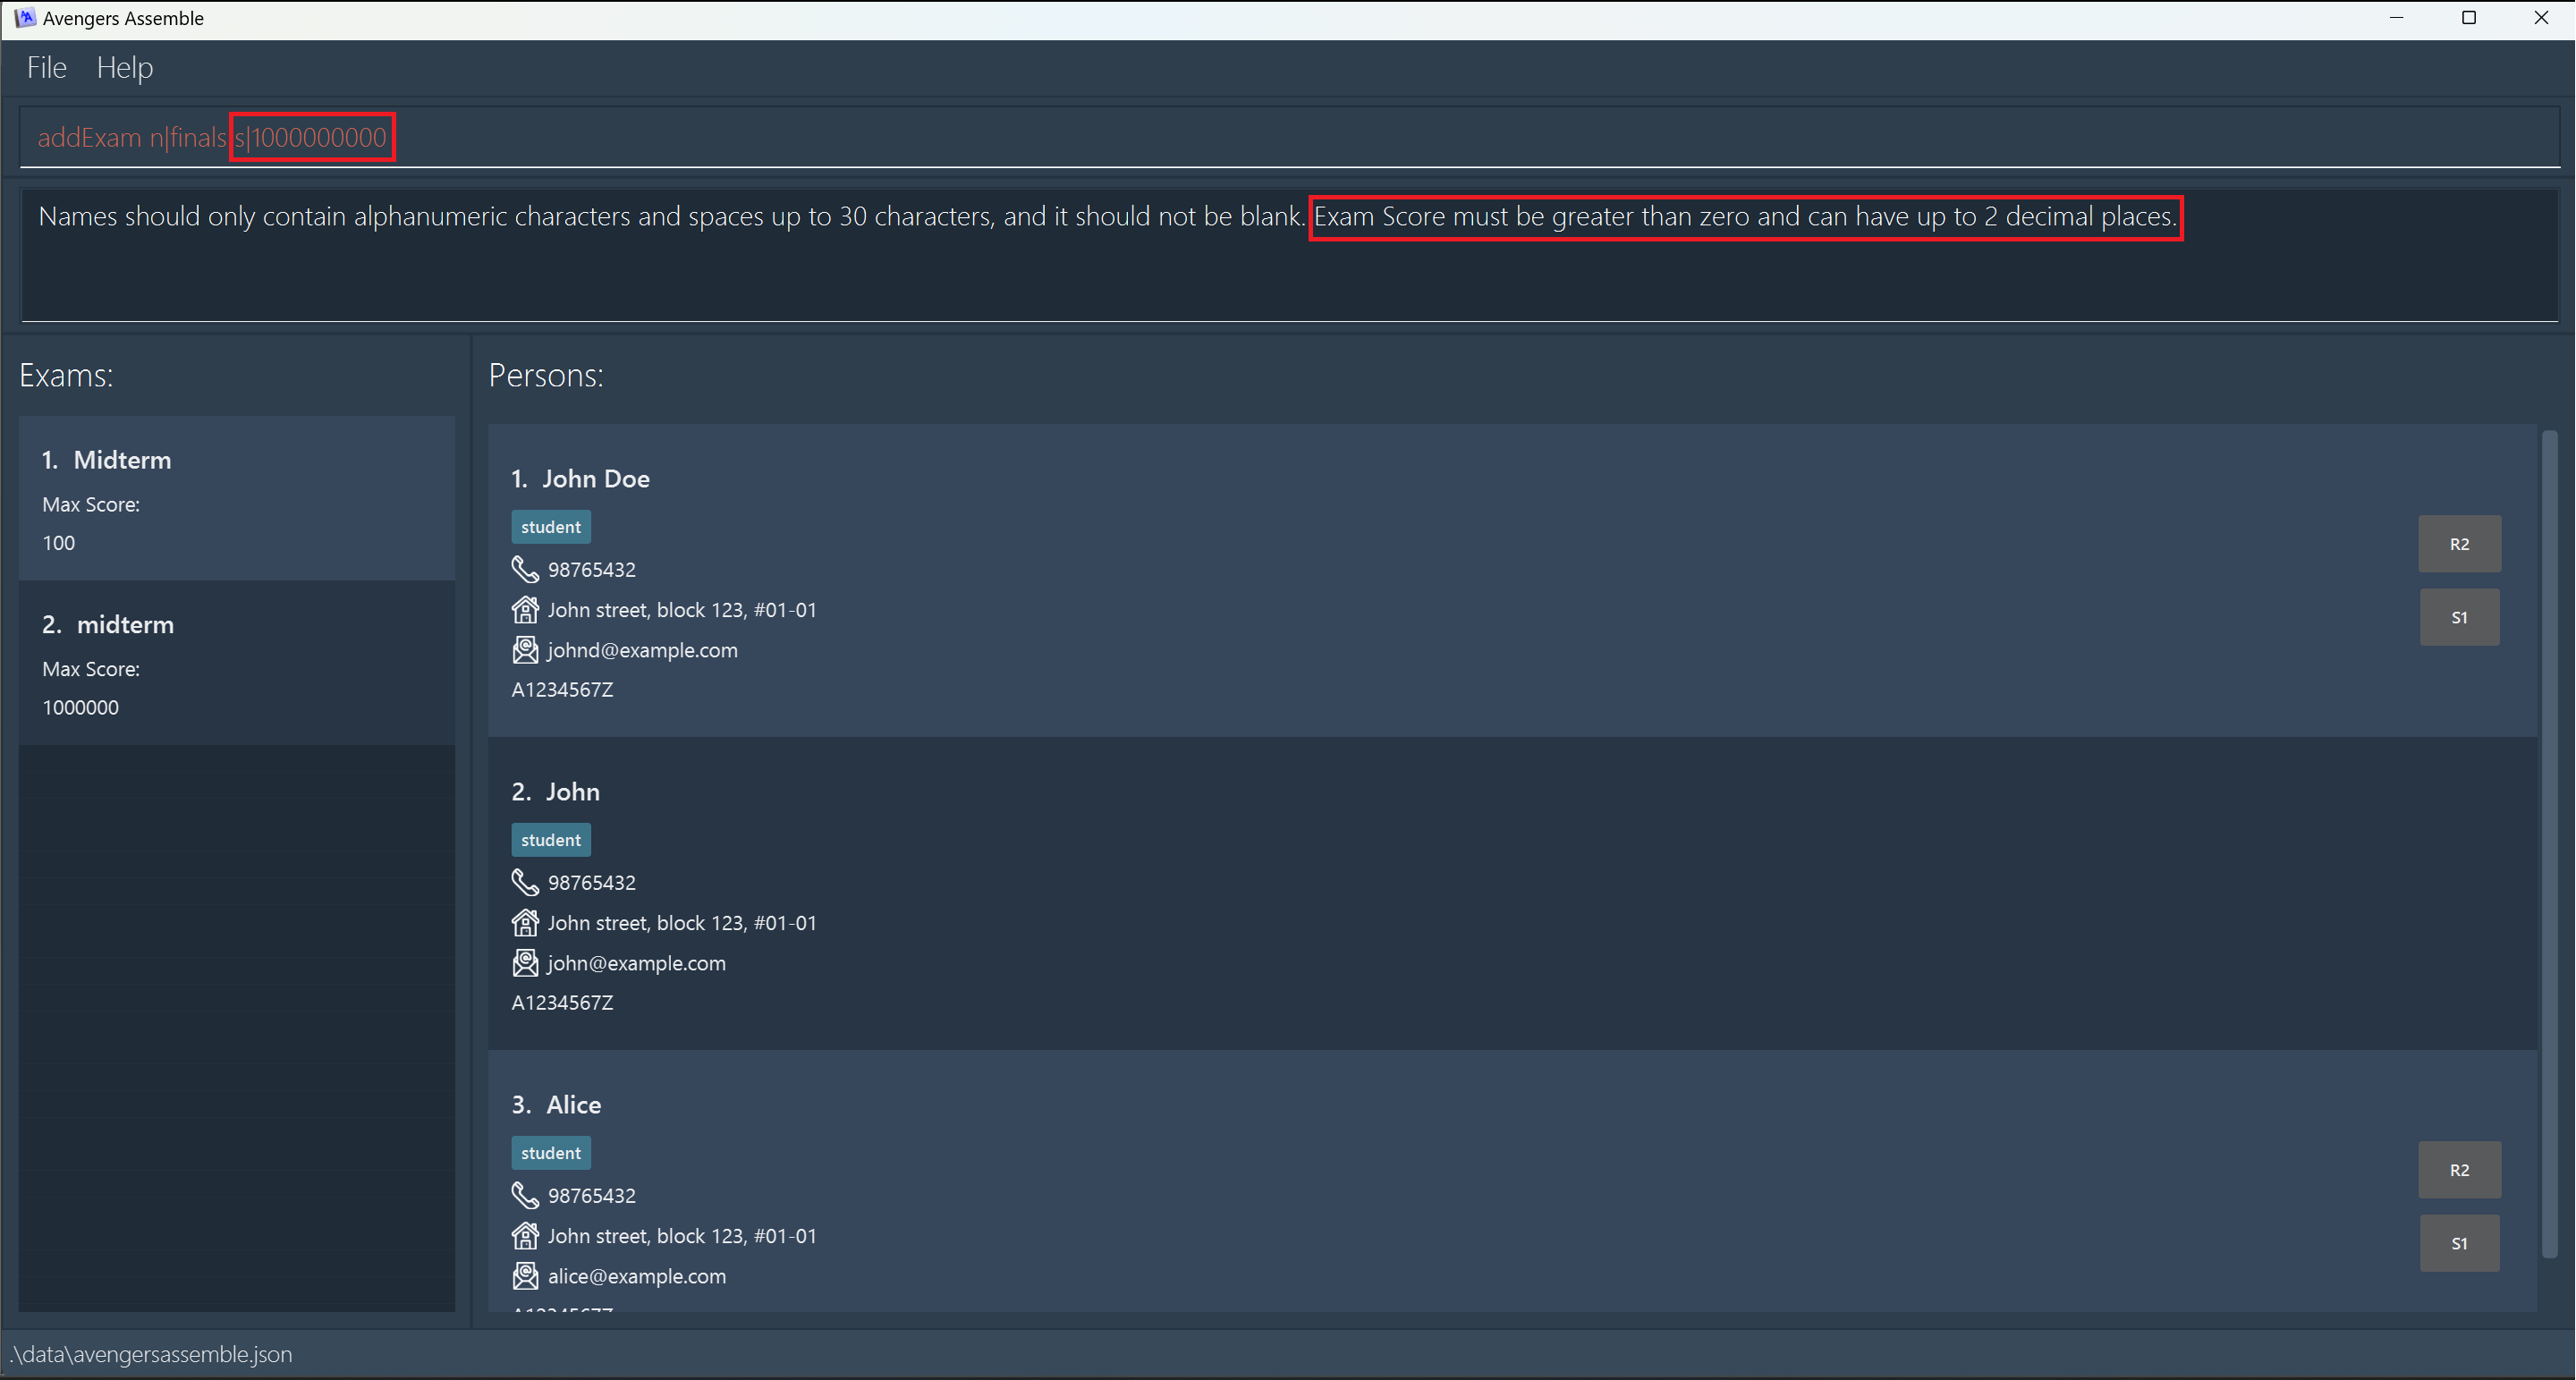 Avengers Assemble
File Help
addExam n|finals s|1000000000
Names should only contain alphanumeric characters and spaces up to 30 characters, and it should not be blank. Exam Score must be greater than zero and can have up to 2 decimal places.
Exams:
1. Midterm
Max Score:
100
2. midterm
Max Score:
1000000
Persons:
1. John Doe
student
98765432
John street, block 123, #01-01
johnd@example.com
A1234567Z
R2
S1
2. John
student
98765432
John street, block 123, #01-01
john@example.com
A1234567Z
3. Alice
student
98765432
John street, block 123, #01-01
alice@example.com
R2
S1
.\data\avengersassemble.json